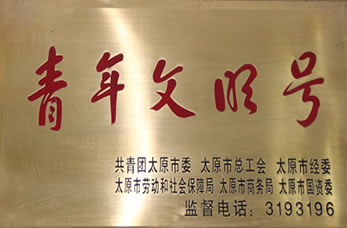 青年文明号
共青团太原市委 太原市总工会 太原市经委
太原市劳动和社会保障局 太原市商务局 太原市国资委
监督电话：3193196